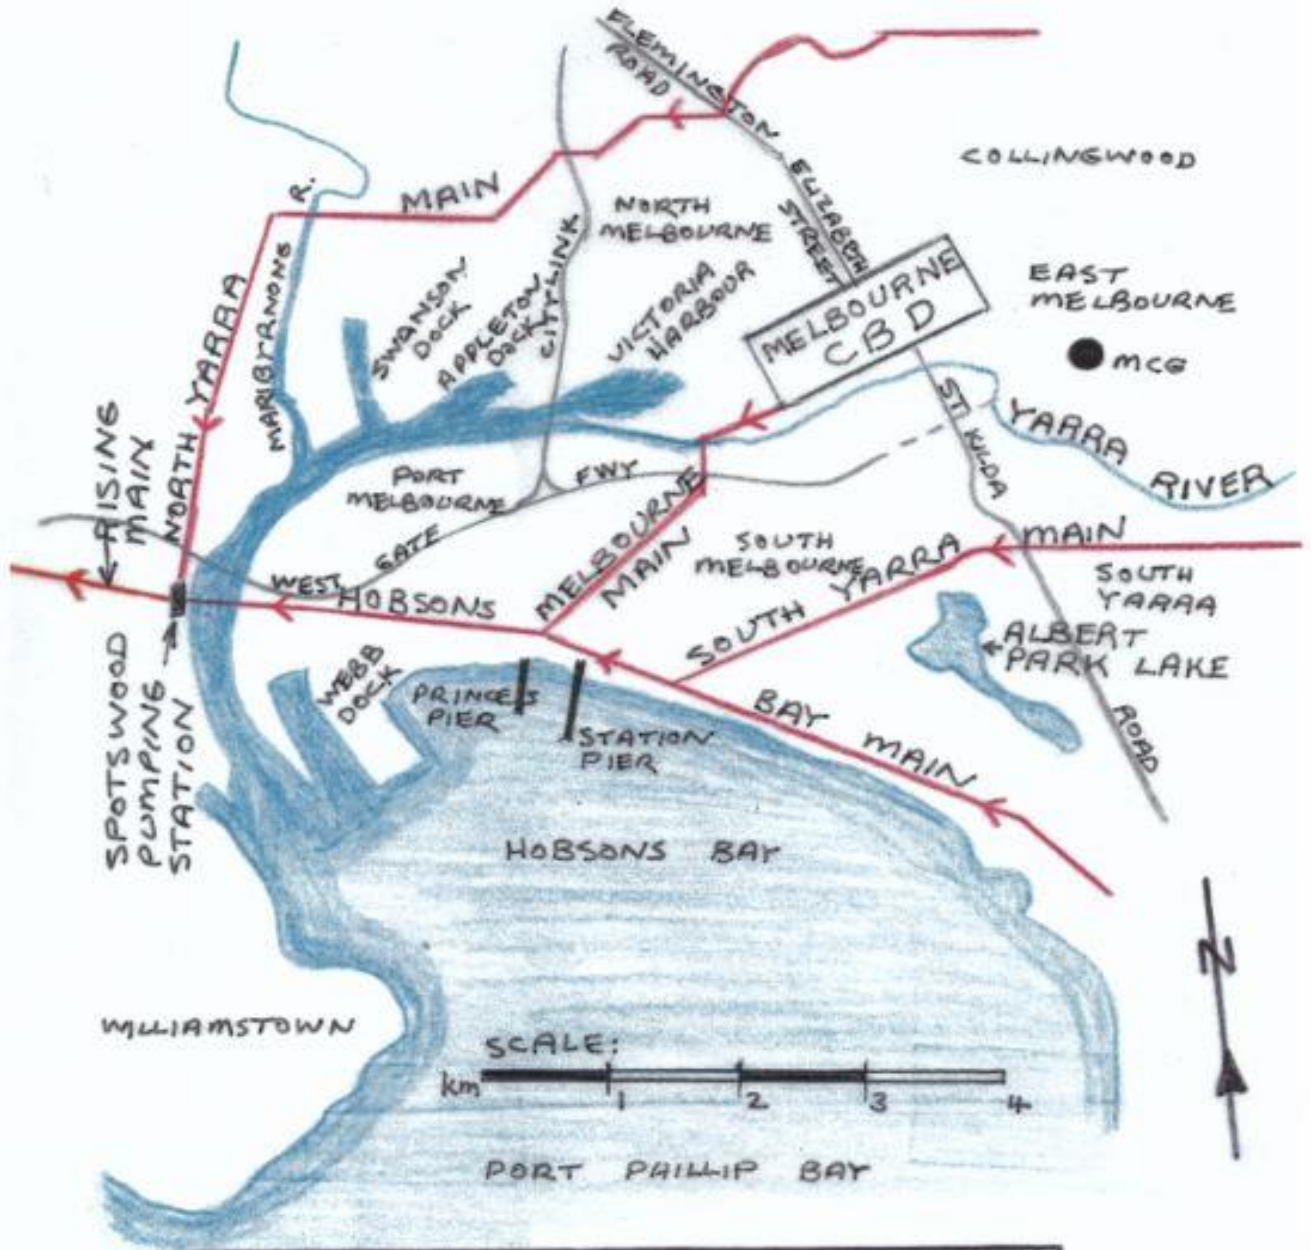 FLEMINGTON
ROAD
ELIZABETH
STREET
COLLINGWOOD
MARIBYRNONG R.
NORTH YARRA MAIN
NORTH
MELBOURNE
SWANSON
DOCK
APPLETON
DOCK
CITYLINK
VICTORIA
HARBOUR
MELBOURNE
CBD
EAST
MELBOURNE
MCG
ST KILDA ROAD
YARRA RIVER
RISING
MAIN
PORT
MELBOURNE
WEST GATE FWY
MELBOURNE
MAIN
SOUTH
MELBOURNE
SOUTH YARRA MAIN
SOUTH
YARRA
HOBSONS BAY MAIN
ALBERT
PARK LAKE
SPOTSWOOD
PUMPING
STATION
WEBB
DOCK
PRINCES
PIER
STATION
PIER
HOBSONS BAY
N
WILLIAMSTOWN
SCALE:
km 1 2 3 4
PORT PHILLIP BAY